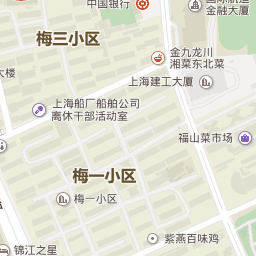 中国银行
金融大厦
梅三小区
金九龙川
湘菜东北菜
大楼
上海建工大厦
上海船厂船舶公司
离休干部活动室
福山菜市场
梅一小区
梅一小区
紫燕百味鸡
锦江之星